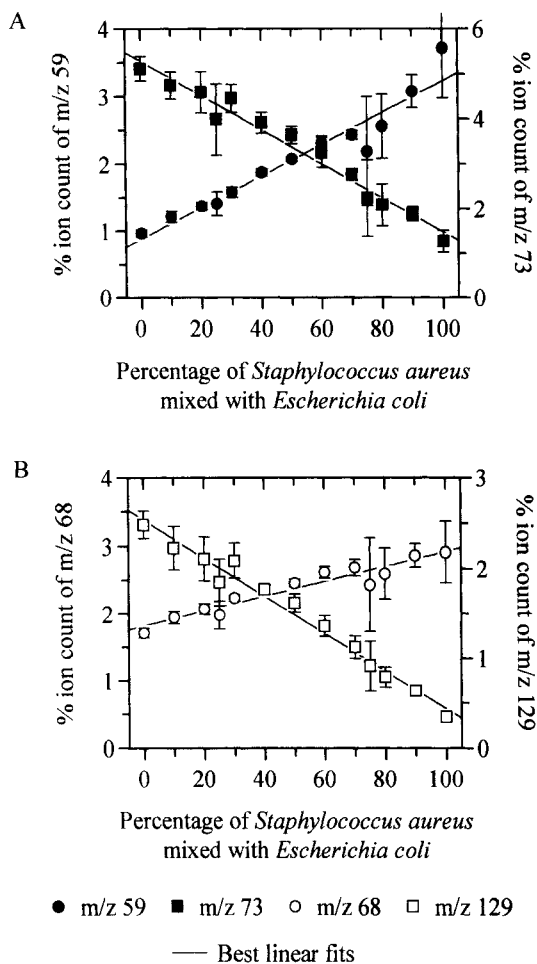 A
% ion count of m/z 59
4
3
2
1
0
6
4
2
0
% ion count of m/z 73
0 20 40 60 80 100
Percentage of Staphylococcus aureus
mixed with Escherichia coli
B
% ion count of m/z 68
4
3
2
1
0
3
2
1
0
% ion count of m/z 129
0 20 40 60 80 100
Percentage of Staphylococcus aureus
mixed with Escherichia coli
m/z 59 m/z 73 m/z 68 m/z 129
Best linear fits